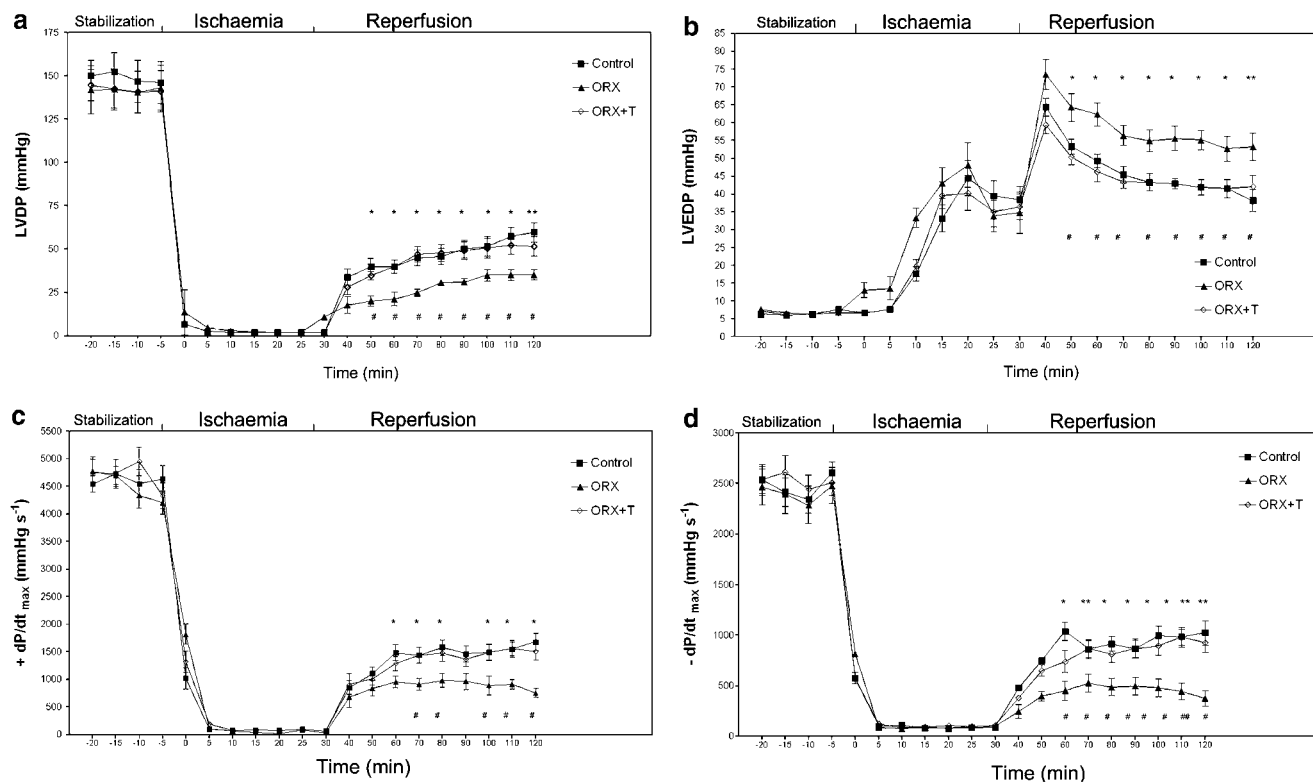 a
Stabilization Ischaemia Reperfusion
175
150
125
100
75
50
25
0
LVDP (mmHg)
Control
ORX
ORX+T
* * * * * * * **
# # # # # # # #
-20 -15 -10 -5 0 5 10 15 20 25 30 40 50 60 70 80 90 100 110 120
Time (min)
b
Stabilization Ischaemia Reperfusion
85
80
75
70
65
60
55
50
45
40
35
30
25
20
15
10
5
0
LVEDP (mmHg)
* * * * * * * **
# # # # # # # #
Control
ORX
ORX+T
-20 -15 -10 -5 0 5 10 15 20 25 30 40 50 60 70 80 90 100 110 120
Time (min)
c
Stabilization Ischaemia Reperfusion
5500
5000
4500
4000
3500
3000
2500
2000
1500
1000
500
0
+ dP/dt max (mmHg s-1)
Control
ORX
ORX+T
* * * * * *
# # # # #
-20 -15 -10 -5 0 5 10 15 20 25 30 40 50 60 70 80 90 100 110 120
Time (min)
d
Stabilization Ischaemia Reperfusion
3000
2500
2000
1500
1000
500
0
- dP/dt max (mmHg s-1)
Control
ORX
ORX+T
* ** * * * * ** **
# # # # # # ## #
-20 -15 -10 -5 0 5 10 15 20 25 30 40 50 60 70 80 90 100 110 120
Time (min)